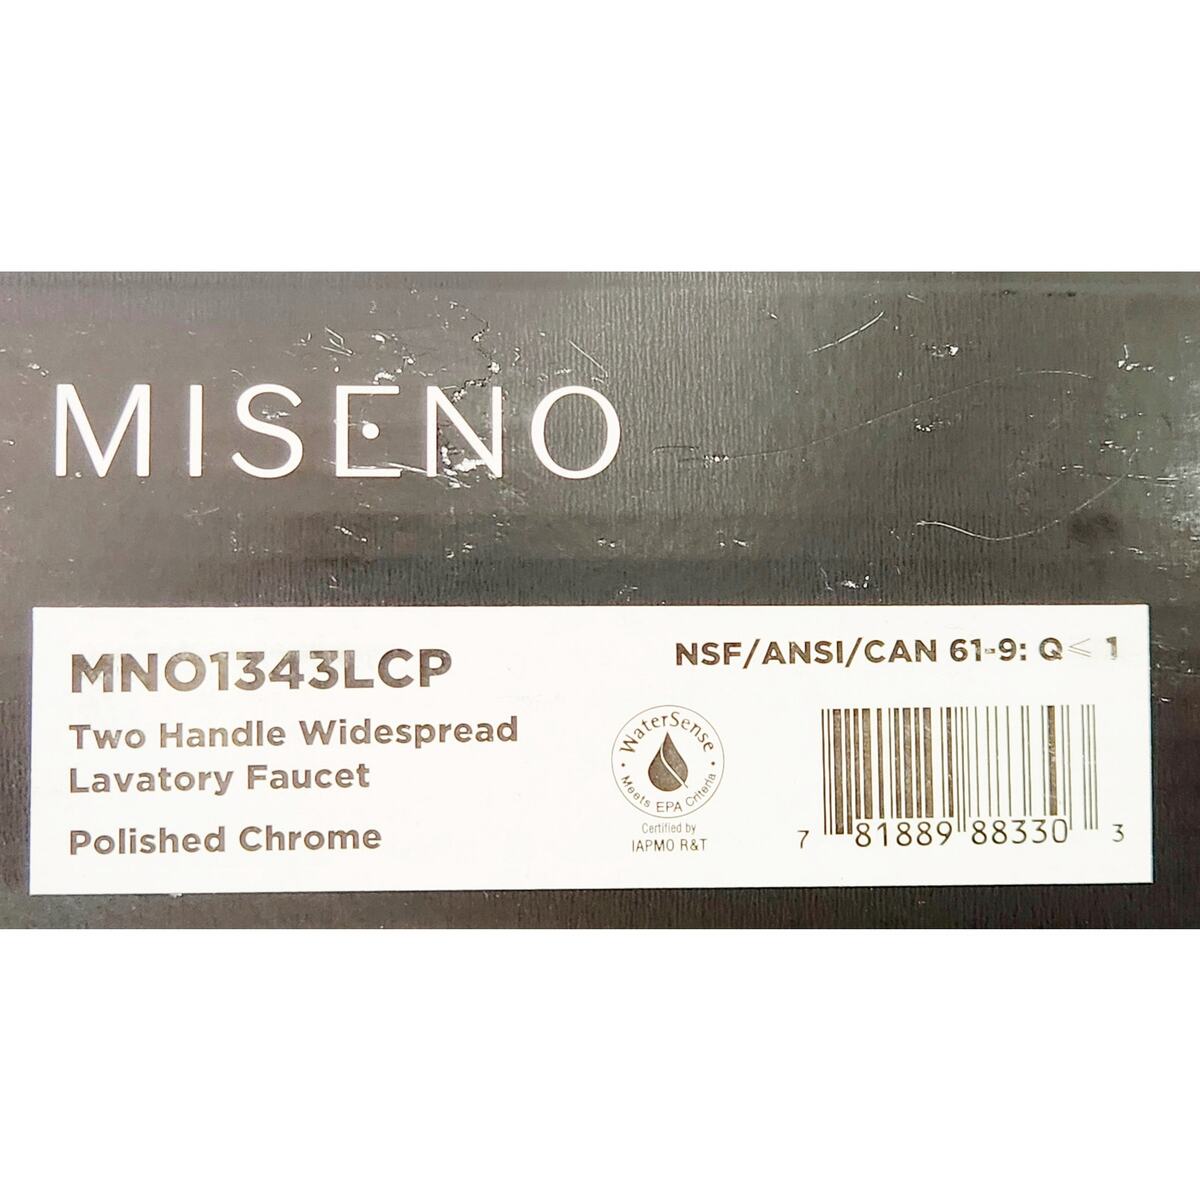 MISENO
MNO1343LCP
Two Handle Widespread
Lavatory Faucet
Polished Chrome
NSF/ANSI/CAN 61-9: Q ≤ 1
WaterSense
Meets EPA Criteria
Certified by
IAPMO R&T
7 81889 88330 3